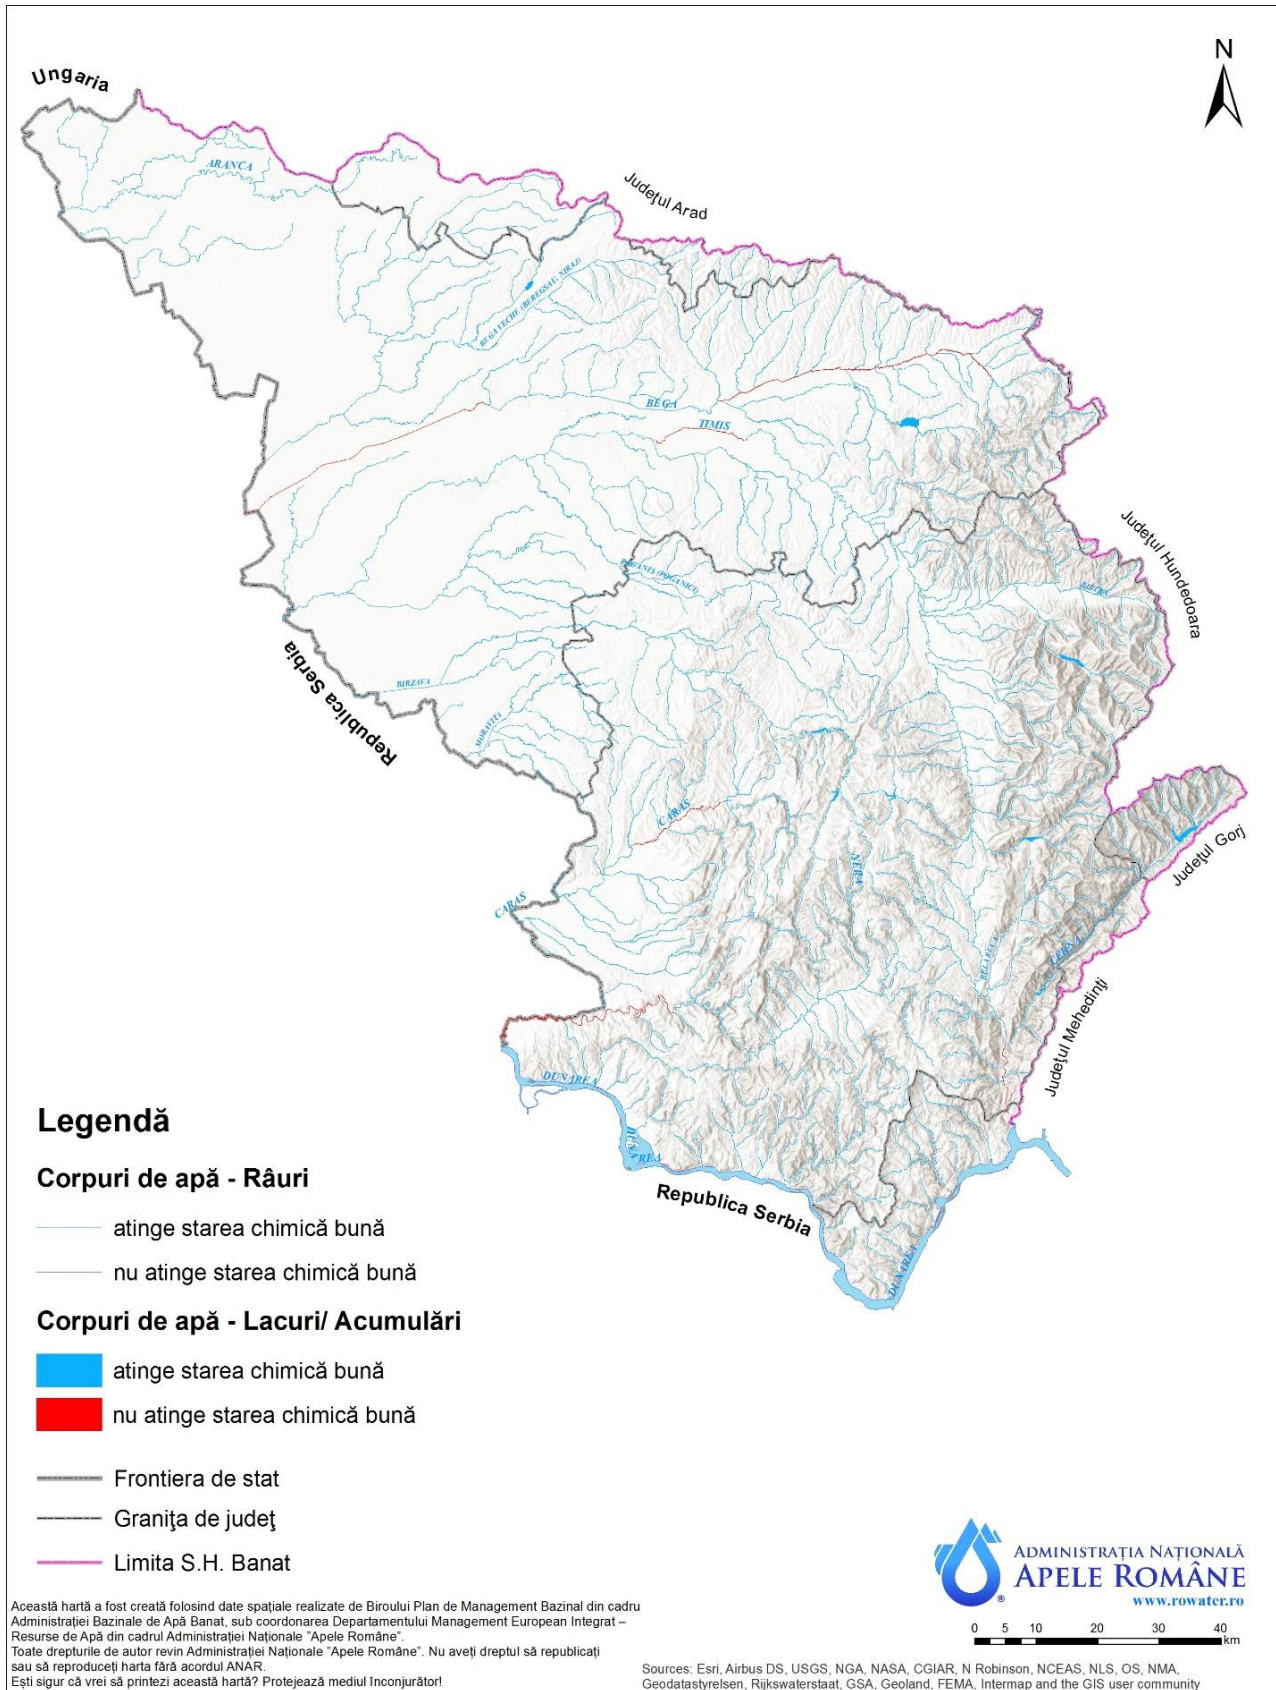 N
Ungaria
ARANCA
Județul Arad
BEGA VECHE (BEREGSAU, NIRAJ)
BEGA
TIMIS
Județul Hundedoara
POGANIS (POGANICI)
BISTRA
Republica Serbia
BIRZAVA
MORAVITA
CARAS
NERA
Județul Gorj
CARAS
BELARECA
CERNA
Județul Mehedinți
DUNAREA
DUNAREA
Republica Serbia
DUNAREA
Legendă
Corpuri de apă - Râuri
atinge starea chimică bună
nu atinge starea chimică bună
Corpuri de apă - Lacuri/ Acumulări
atinge starea chimică bună
nu atinge starea chimică bună
Frontiera de stat
Graniţa de judeţ
Limita S.H. Banat
ADMINISTRAȚIA NAȚIONALĂ
APELE ROMÂNE
®
www.rowater.ro
0 5 10 20 30 40
km
Această hartă a fost creată folosind date spațiale realizate de Biroului Plan de Management Bazinal din cadru
Administrației Bazinale de Apă Banat, sub coordonarea Departamentului Management European Integrat –
Resurse de Apă din cadrul Administrației Naționale "Apele Române".
Toate drepturile de autor revin Administrației Naționale "Apele Române". Nu aveți dreptul să republicați
sau să reproduceți harta fără acordul ANAR.
Ești sigur că vrei să printezi această hartă? Protejează mediul înconjurător!
Sources: Esri, Airbus DS, USGS, NGA, NASA, CGIAR, N Robinson, NCEAS, NLS, OS, NMA,
Geodatastyrelsen, Rijkswaterstaat, GSA, Geoland, FEMA, Intermap and the GIS user community